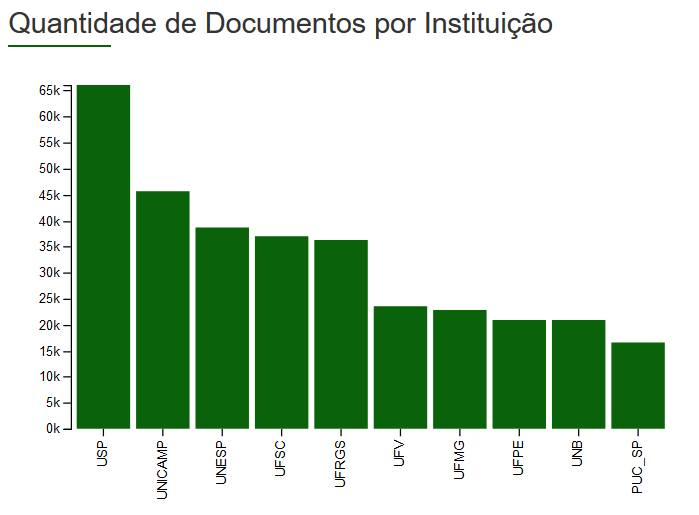 Quantidade de Documentos por Instituição
65k
60k
55k
50k
45k
40k
35k
30k
25k
20k
15k
10k
5k
0k
USP
UNICAMP
UNESP
UFSC
UFRGS
UFV
UFMG
UFPE
UNB
PUC_SP